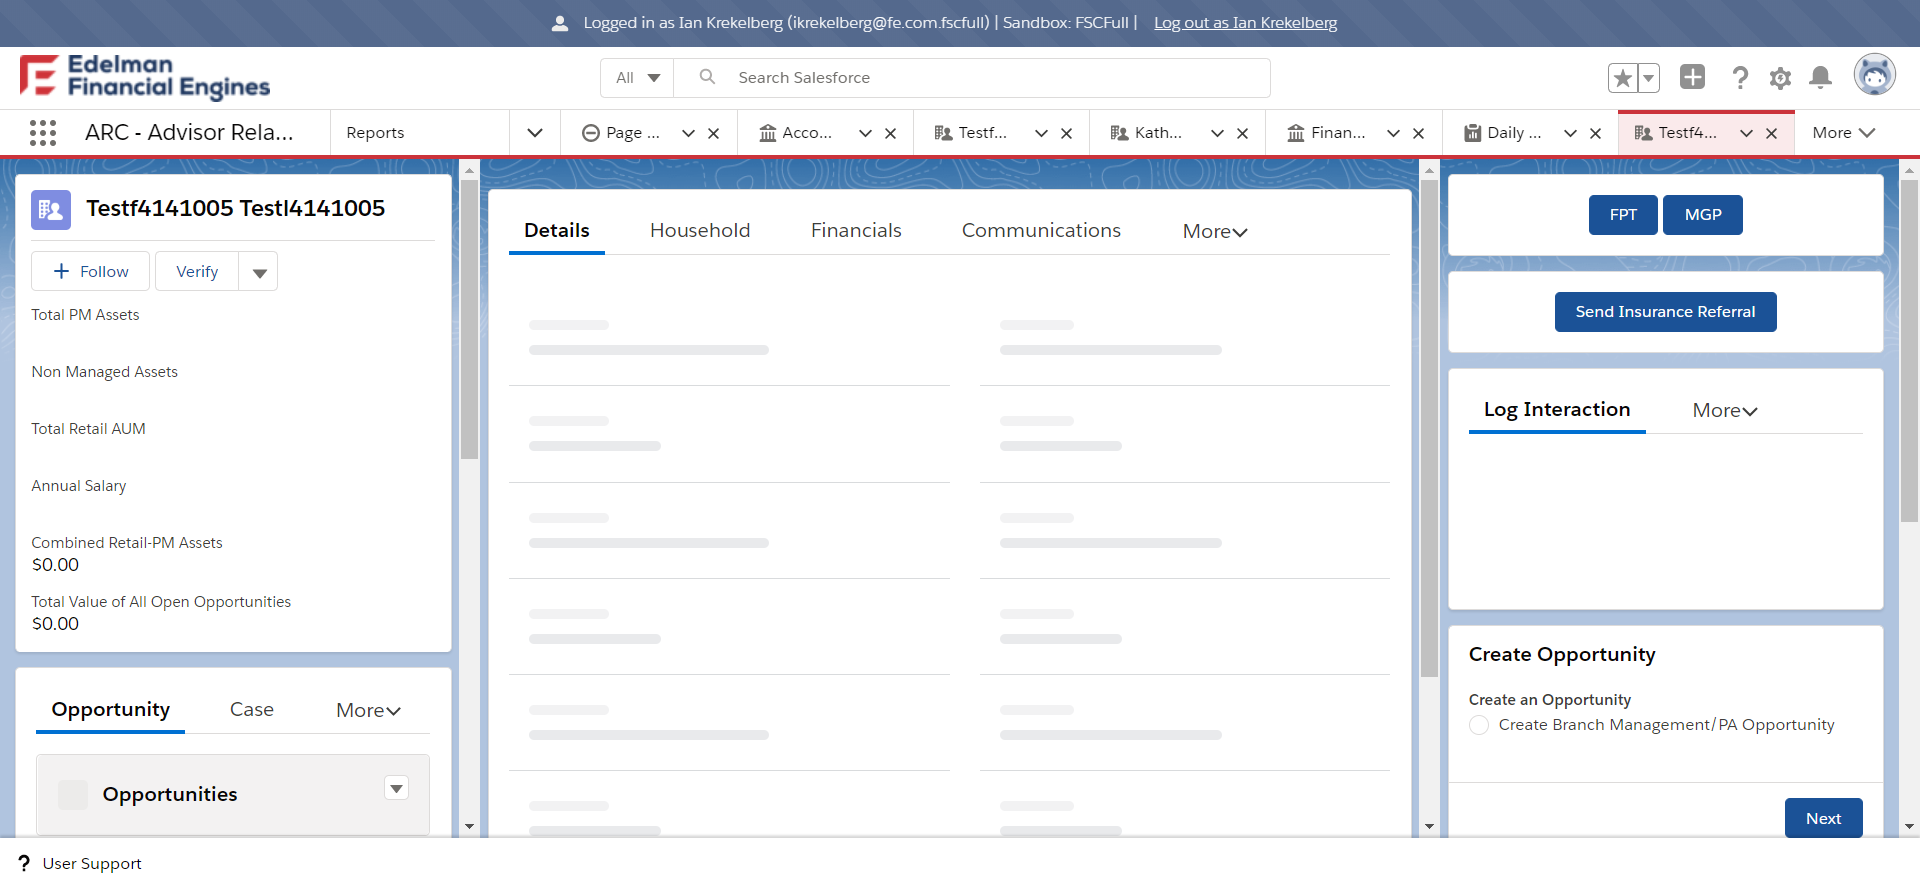 Logged in as Ian Krekelberg (ikrekelberg@fe.com.fscfull) | Sandbox: FSCFull | Log out as Ian Krekelberg
Edelman
Financial Engines
All
Search Salesforce
ARC - Advisor Rela...
Reports
Page ...
Acco...
Testf...
Kath...
Finan...
Daily ...
Testf4...
More
Testf4141005 Testl4141005
Follow
Verify
Total PM Assets
Non Managed Assets
Total Retail AUM
Annual Salary
Combined Retail-PM Assets
$0.00
Total Value of All Open Opportunities
$0.00
Opportunity
Case
More
Opportunities
Details
Household
Financials
Communications
More
FPT
MGP
Send Insurance Referral
Log Interaction
More
Create Opportunity
Create an Opportunity
Create Branch Management/PA Opportunity
Next
? User Support